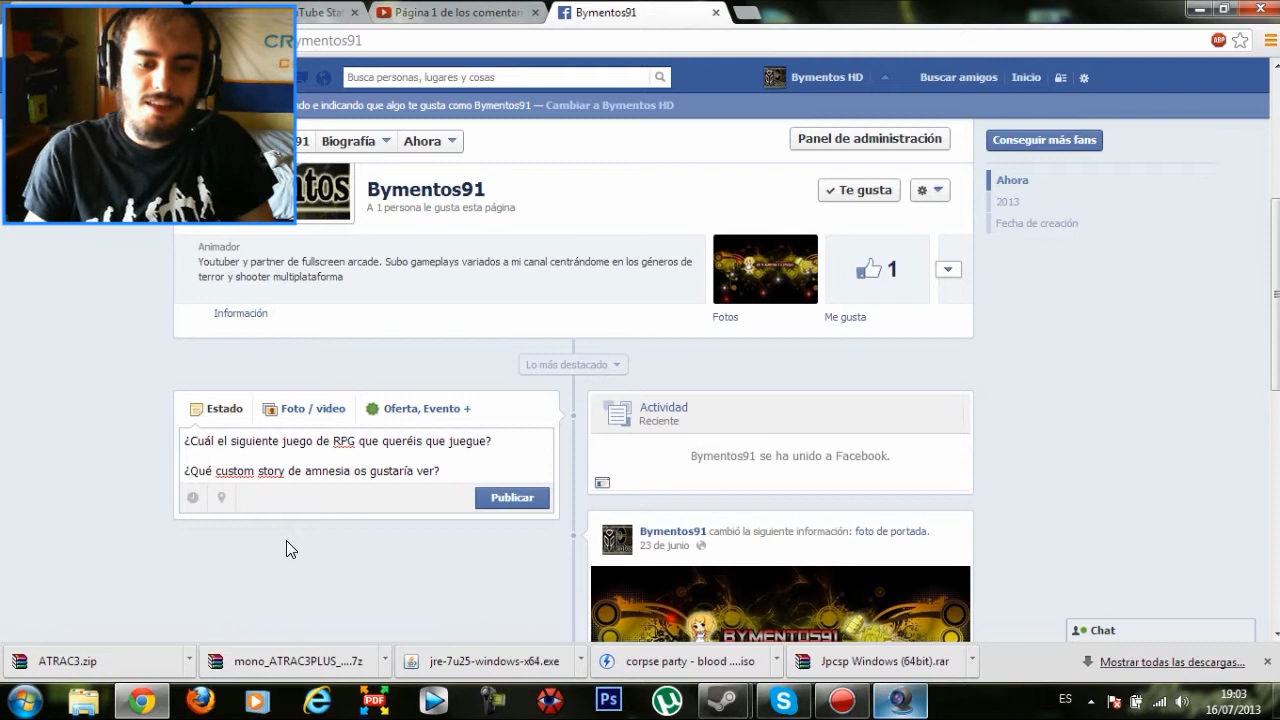 uTube Sta
Página 1 de los comentari
Bymentos91
CR
ymentos91
ABP
Busca personas, lugares y cosas
Bymentos HD
Buscar amigos
Inicio
ndo e indicando que algo te gusta como Bymentos91 — Cambiar a Bymentos HD
91
Biografía
Ahora
Panel de administración
Conseguir más fans
Ahora
2013
Fecha de creación
ntos
Bymentos91
A 1 persona le gusta esta página
Te gusta
Animador
Youtuber y partner de fullscreen arcade. Subo gameplays variados a mi canal centrándome en los géneros de
terror y shooter multiplataforma
1
Información
Fotos
Me gusta
Lo más destacado
Estado
Foto / video
Oferta, Evento +
¿Cuál el siguiente juego de RPG que queréis que juegue?
¿Qué custom story de amnesia os gustaría ver?
Publicar
Actividad
Reciente
Bymentos91 se ha unido a Facebook.
Bymentos91 cambió la siguiente información: foto de portada.
23 de junio
BYMENTOS91
Chat
ATRAC3.zip
mono_ATRAC3PLUS_....7z
jre-7u25-windows-x64.exe
corpse party - blood ....iso
Jpcsp Windows (64bit).rar
Mostrar todas las descargas...
PDF
Ps
ES
19:03
16/07/2013